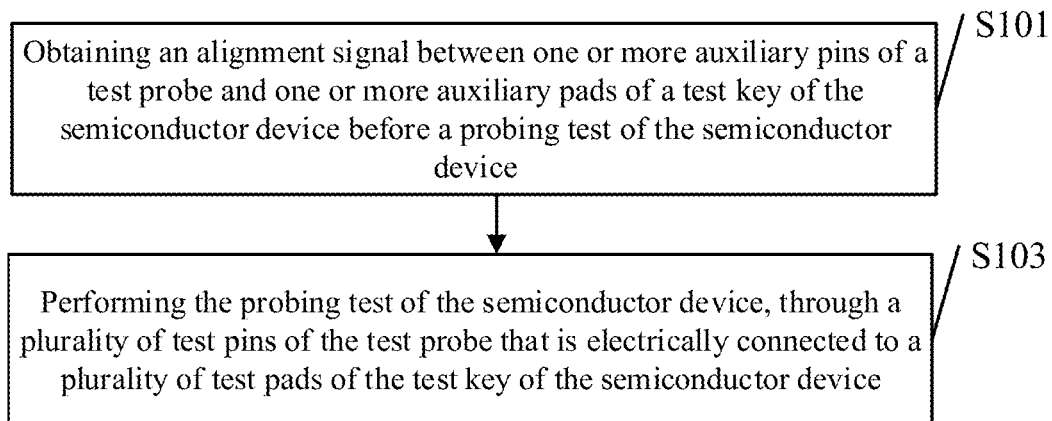 S101
Obtaining an alignment signal between one or more auxiliary pins of a
test probe and one or more auxiliary pads of a test key of the
semiconductor device before a probing test of the semiconductor
device
S103
Performing the probing test of the semiconductor device, through a
plurality of test pins of the test probe that is electrically connected to a
plurality of test pads of the test key of the semiconductor device